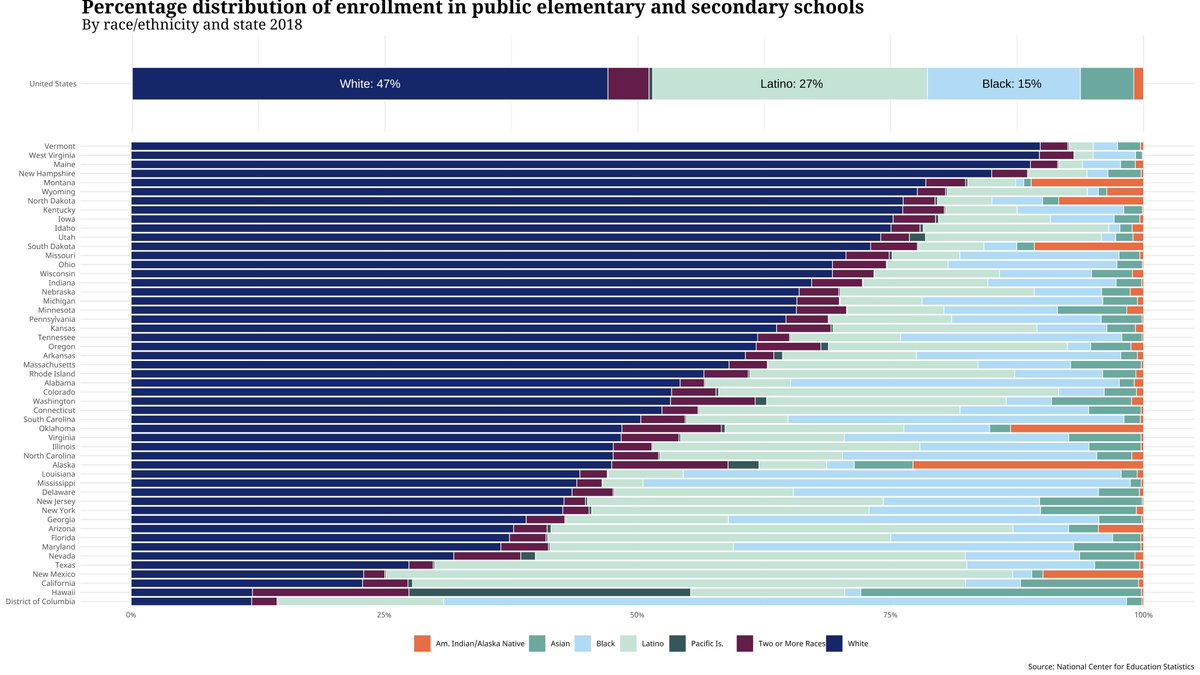 Percentage distribution of enrollment in public elementary and secondary schools
By race/ethnicity and state 2018
United States
White: 47%
Latino: 27%
Black: 15%
Vermont
West Virginia
Maine
New Hampshire
Montana
Wyoming
North Dakota
Kentucky
Iowa
Idaho
Utah
South Dakota
Missouri
Ohio
Wisconsin
Indiana
Nebraska
Michigan
Minnesota
Pennsylvania
Kansas
Tennessee
Oregon
Arkansas
Massachusetts
Rhode Island
Alabama
Colorado
Washington
Connecticut
South Carolina
Oklahoma
Virginia
Illinois
North Carolina
Alaska
Louisiana
Mississippi
Delaware
New Jersey
New York
Georgia
Arizona
Florida
Maryland
Nevada
Texas
New Mexico
California
Hawaii
District of Columbia
0% 25% 50% 75% 100%
Am. Indian/Alaska Native Asian Black Latino Pacific Is. Two or More Races White
Source: National Center for Education Statistics